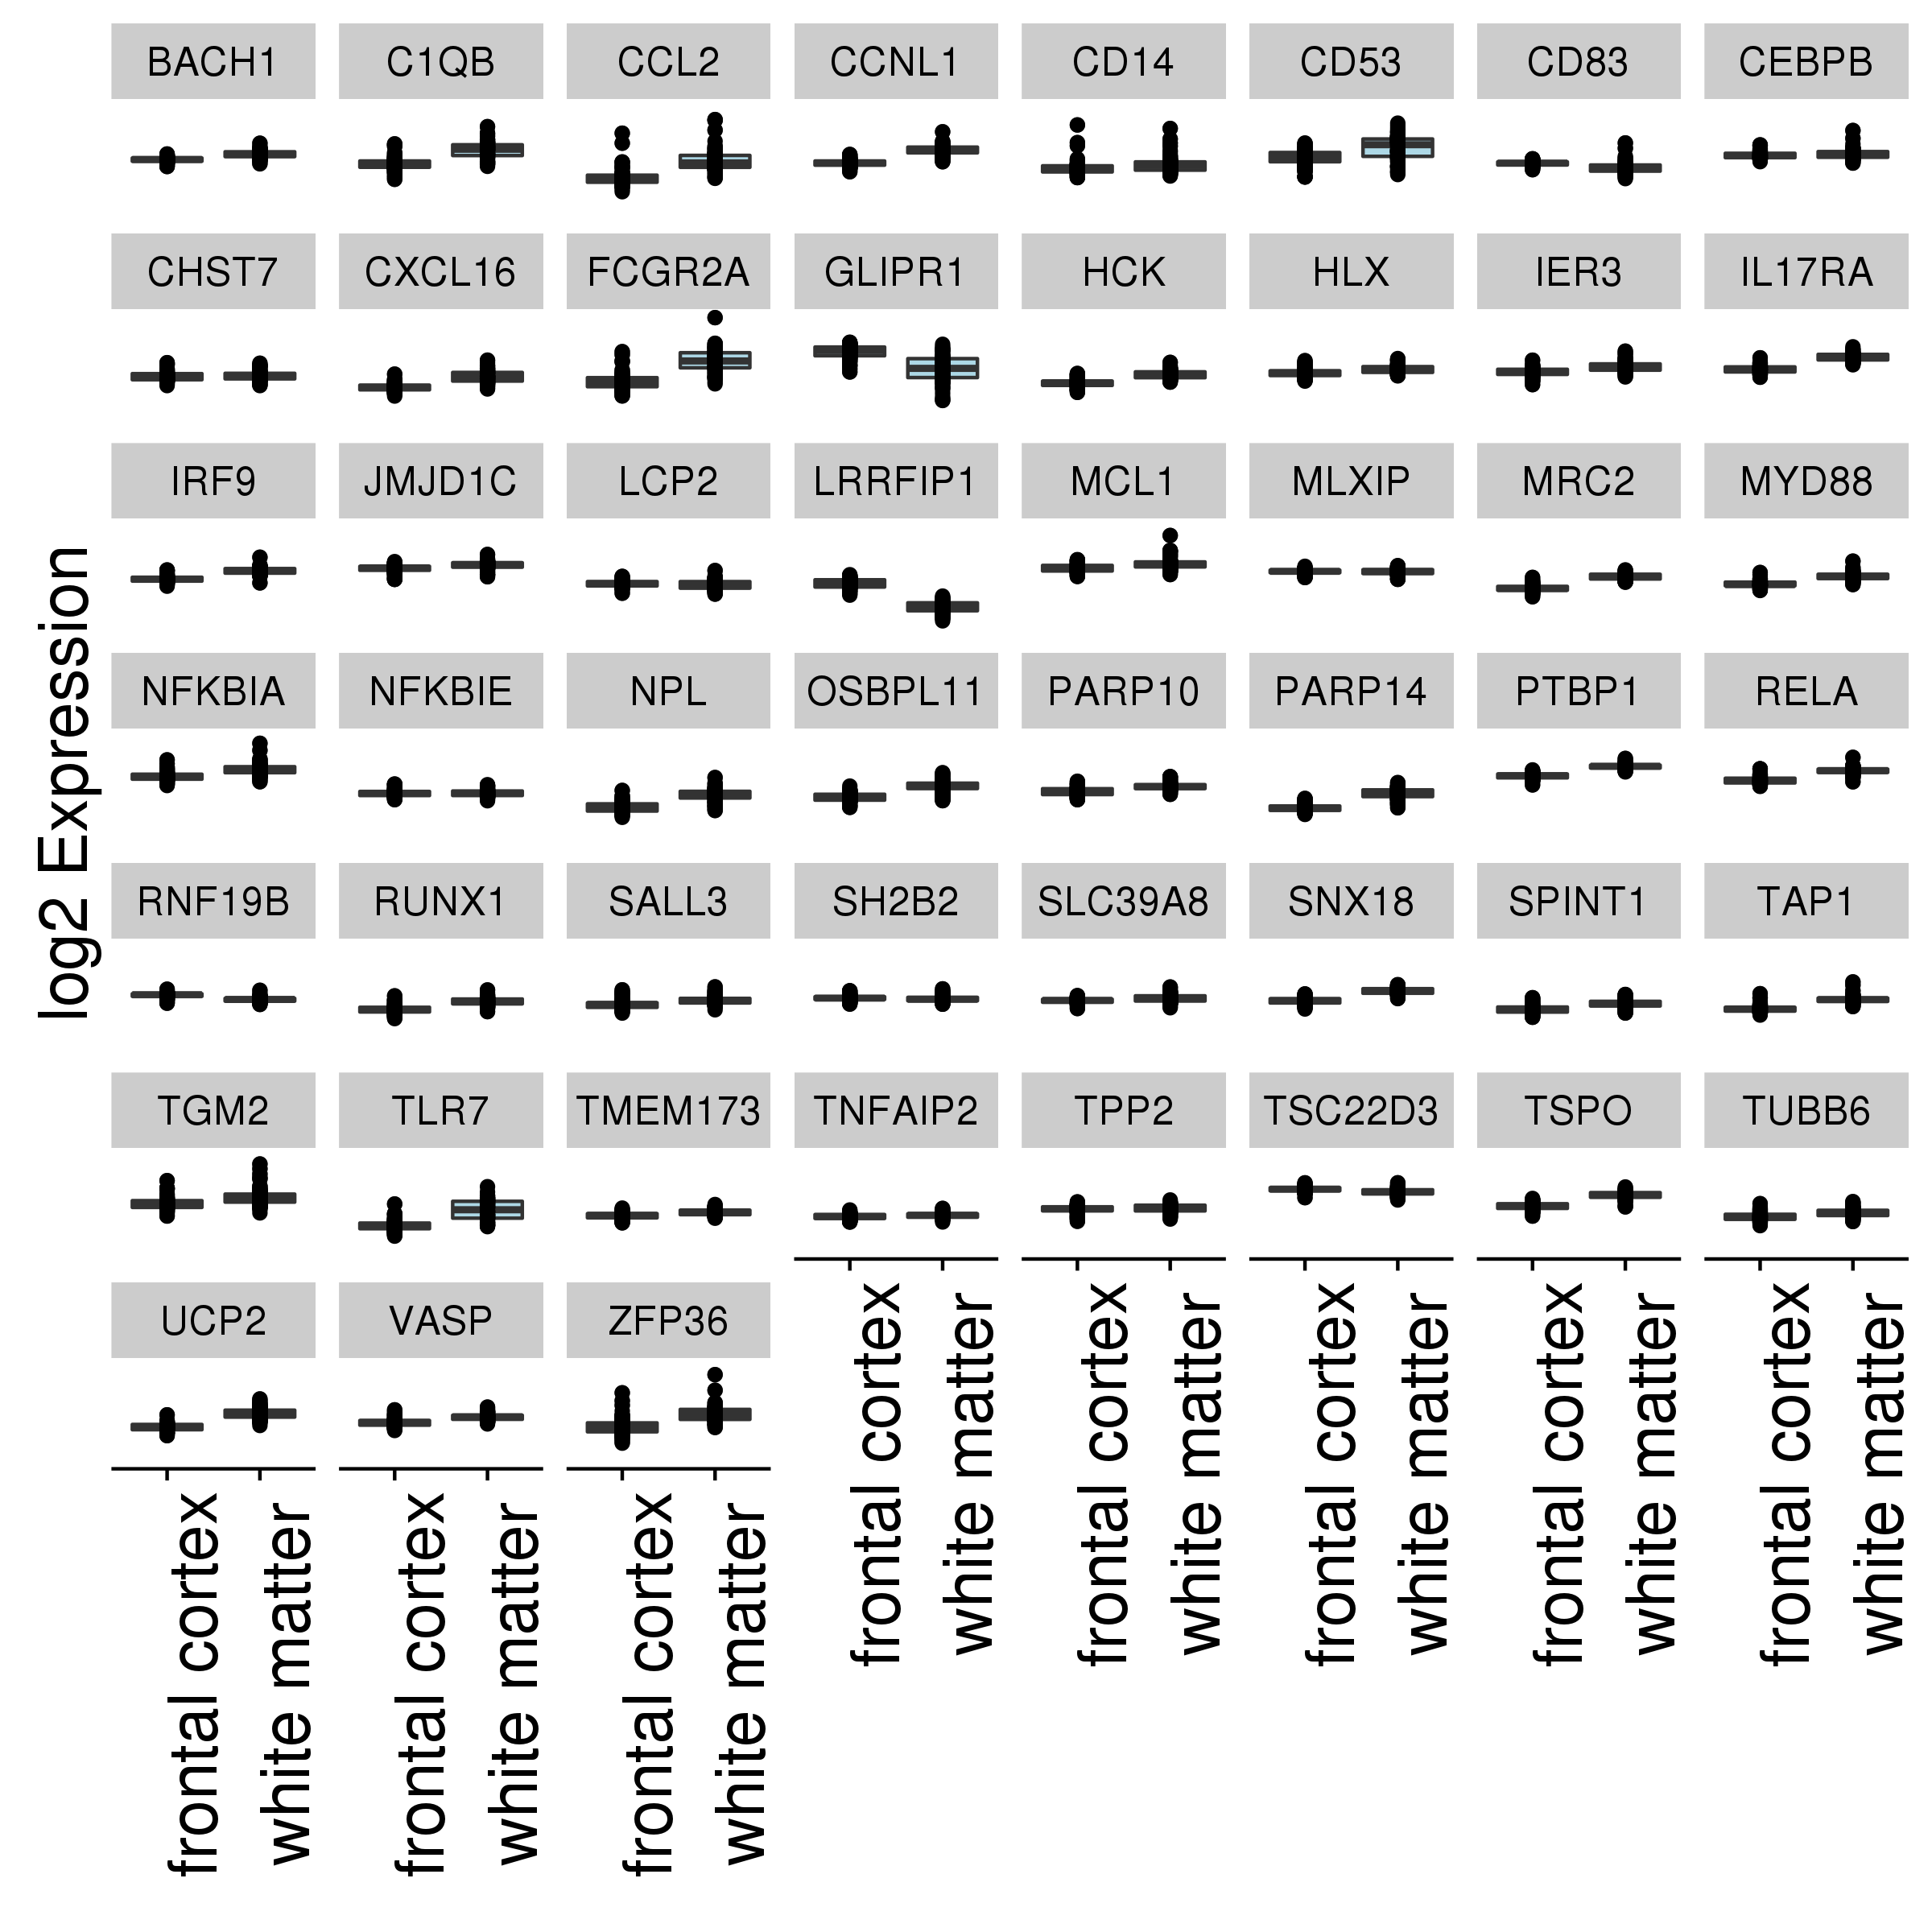 BACH1 C1QB CCL2 CCNL1 CD14 CD53 CD83 CEBPB
CHST7 CXCL16 FCGR2A GLIPR1 HCK HLX IER3 IL17RA
IRF9 JMJD1C LCP2 LRRFIP1 MCL1 MLXIP MRC2 MYD88
NFKBIA NFKBIE NPL OSBPL11 PARP10 PARP14 PTBP1 RELA
RNF19B RUNX1 SALL3 SH2B2 SLC39A8 SNX18 SPINT1 TAP1
TGM2 TLR7 TMEM173 TNFAIP2 TPP2 TSC22D3 TSPO TUBB6
UCP2 VASP ZFP36
log2 Expression
frontal cortex
white matter
frontal cortex
white matter
frontal cortex
white matter
frontal cortex
white matter
frontal cortex
white matter
frontal cortex
white matter
frontal cortex
white matter
frontal cortex
white matter